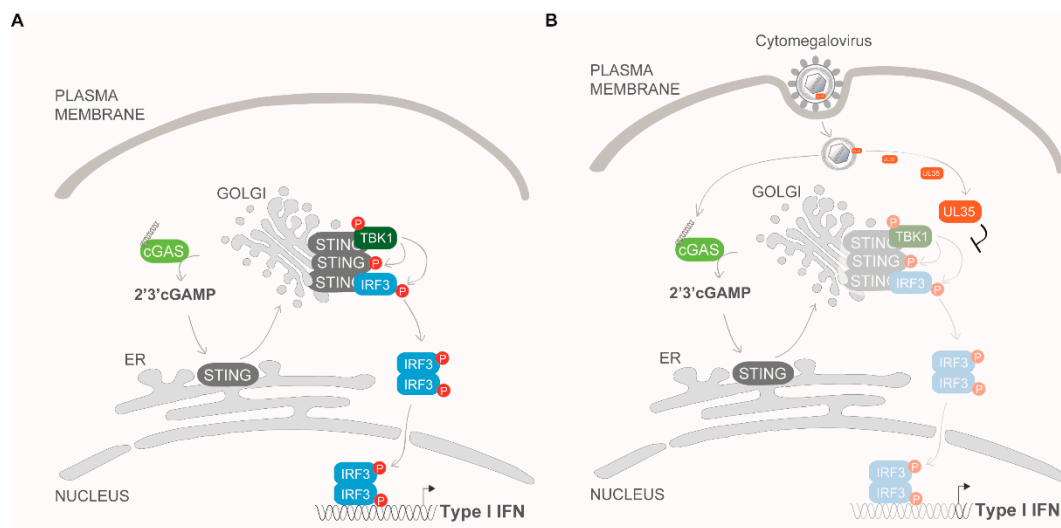 A
PLASMA
MEMBRANE
GOLGI
P
TBK1
STING
cGAS
STING
P
STING
IRF3
P
2'3'cGAMP
ER
STING
IRF3
P
IRF3
P
IRF3
P
IRF3
P
NUCLEUS
Type I IFN
B
Cytomegalovirus
PLASMA
MEMBRANE
UL35
GOLGI
UL35
P
TBK1
STING
cGAS
STING
P
STING
IRF3
P
2'3'cGAMP
ER
STING
IRF3
P
IRF3
P
IRF3
P
IRF3
P
NUCLEUS
Type I IFN